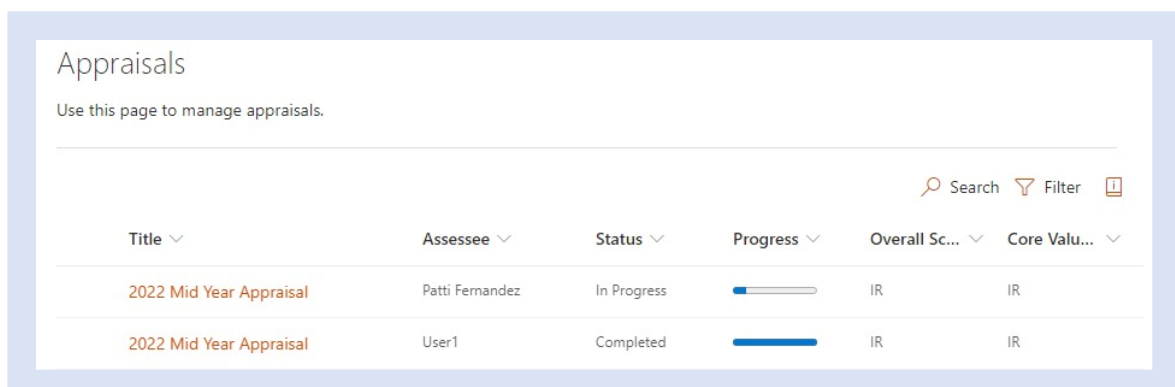 Appraisals
Use this page to manage appraisals.
Search Filter
Title Assessee Status Progress Overall Sc... Core Valu...
2022 Mid Year Appraisal Patti Fernandez In Progress IR IR
2022 Mid Year Appraisal User1 Completed IR IR